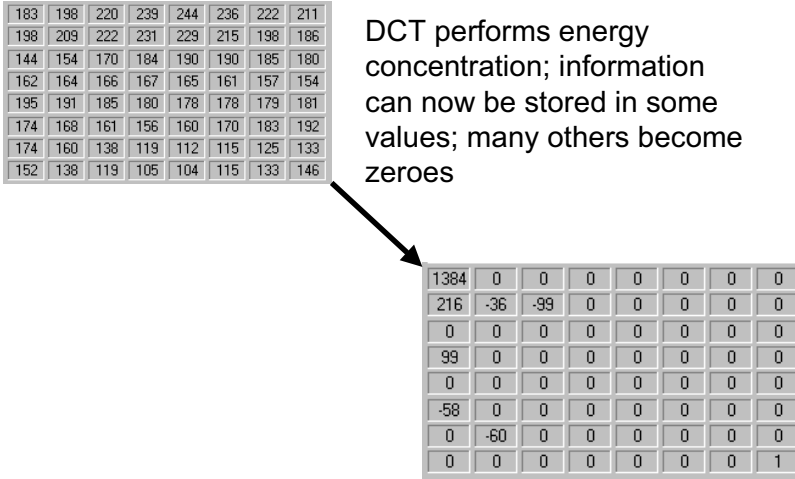 183 198 220 239 244 236 222 211
198 209 222 231 229 215 198 186
144 154 170 184 190 190 185 180
162 164 166 167 165 161 157 154
195 191 185 180 178 178 179 181
174 168 161 156 160 170 183 192
174 160 138 119 112 115 125 133
152 138 119 105 104 115 133 146
DCT performs energy
concentration; information
can now be stored in some
values; many others become
zeroes
1384 0 0 0 0 0 0 0
216 -36 -99 0 0 0 0 0
0 0 0 0 0 0 0 0
99 0 0 0 0 0 0 0
0 0 0 0 0 0 0 0
-58 0 0 0 0 0 0 0
0 -60 0 0 0 0 0 0
0 0 0 0 0 0 0 1